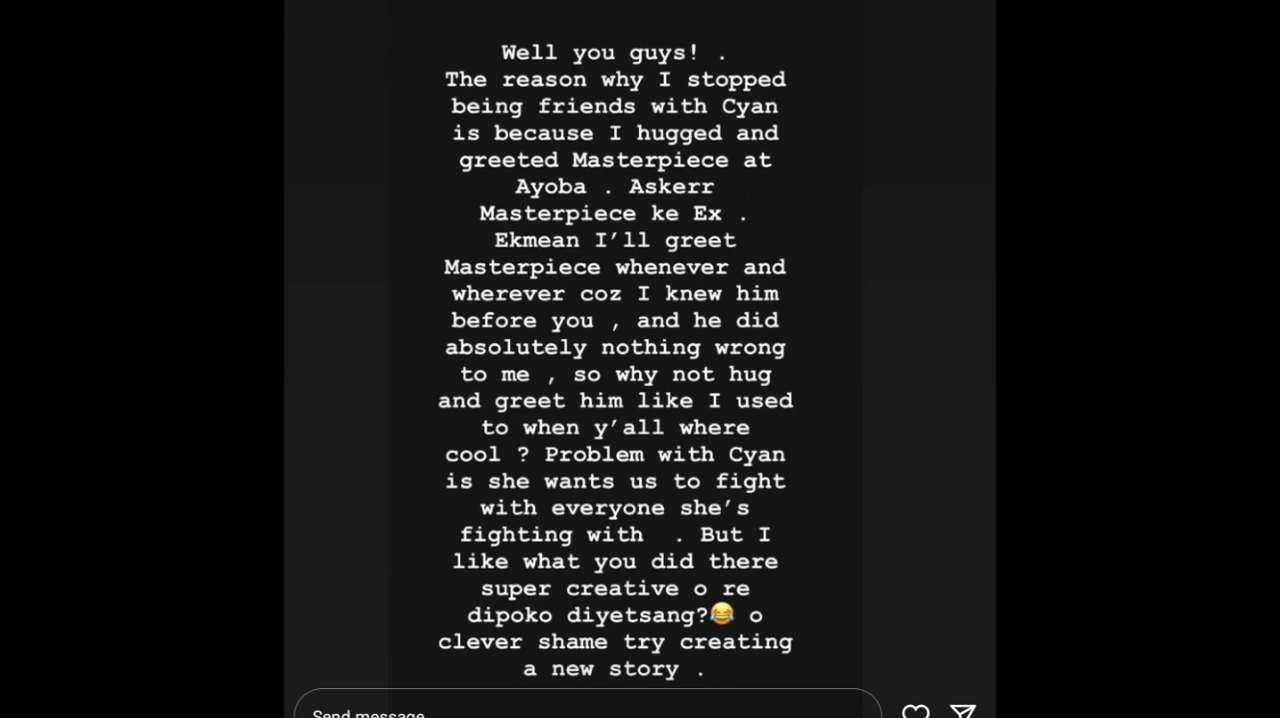 Well you guys! .
The reason why I stopped
being friends with Cyan
is because I hugged and
greeted Masterpiece at
Ayoba . Askerr
Masterpiece ke Ex .
Ekmean I’ll greet
Masterpiece whenever and
wherever coz I knew him
before you , and he did
absolutely nothing wrong
to me , so why not hug
and greet him like I used
to when y’all where
cool ? Problem with Cyan
is she wants us to fight
with everyone she’s
fighting with . But I
like what you did there
super creative o re
dipoko diyetsang?😂 o
clever shame try creating
a new story .
Send message